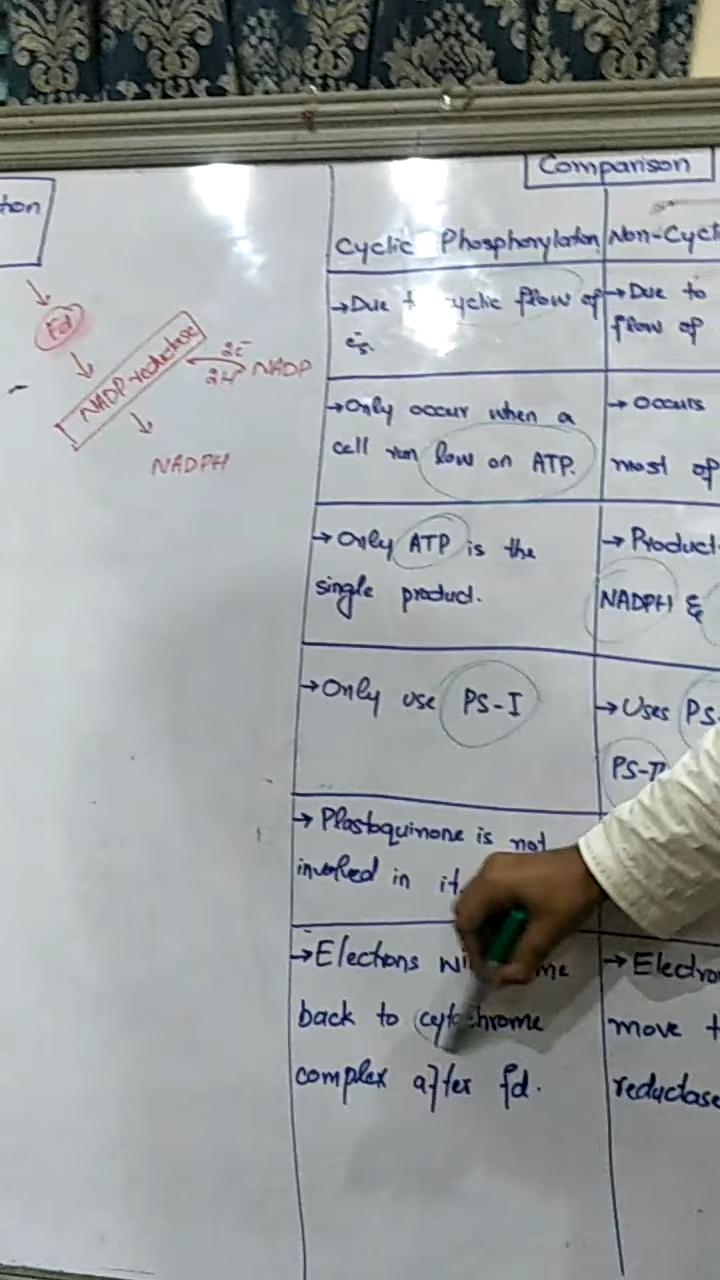 tion
Fd
NADP-reductase
2e-
2H
NADP
NADPH
Comparison
Cyclic Phosphorylation
→Due cyclic flow of
e's.
→Only occur when a
cell run low on ATP.
→Only ATP is the
single product.
→Only use PS-I
→Plastoquinone is not
involved in it.
→Electrons
back to cytochrome
complex after fd.
Non-Cycli
→Due to
flow of
→Occurs
most of
→Product
NADPH &
→Uses PS-
PS-II
→Electro
move t
reductase